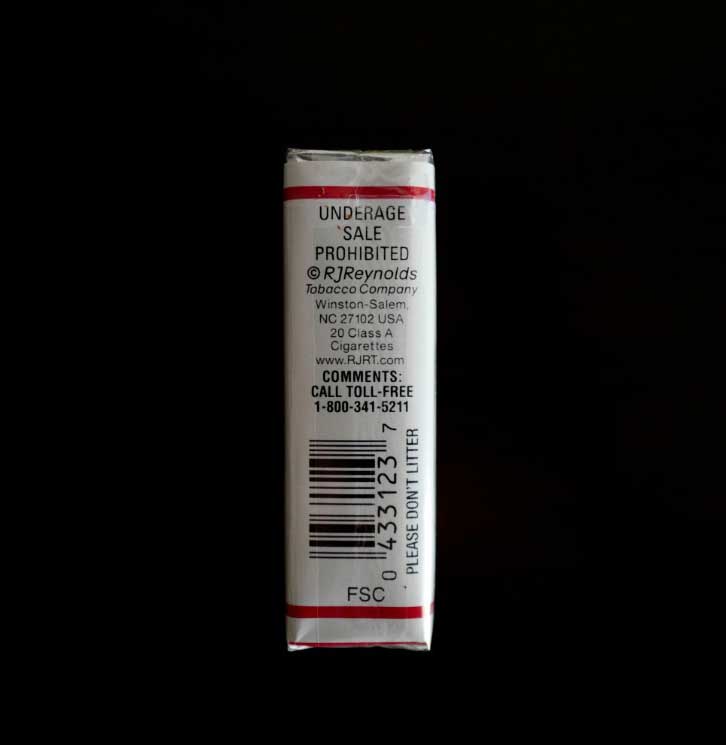 UNDERAGE
SALE
PROHIBITED
© RJReynolds
Tobacco Company
Winston-Salem,
NC 27102 USA
20 Class A
Cigarettes
www.RJRT.com
COMMENTS:
CALL TOLL-FREE
1-800-341-5211
0 433123 7
PLEASE DON'T LITTER
FSC